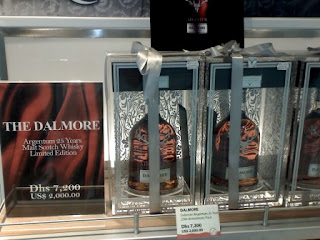 THE DALMORE
Argentum 25 Years
Malt Scotch Whisky
Limited Edition
Dhs 7,200
US$ 2,000.00
DALMORE
Dhs 7,200